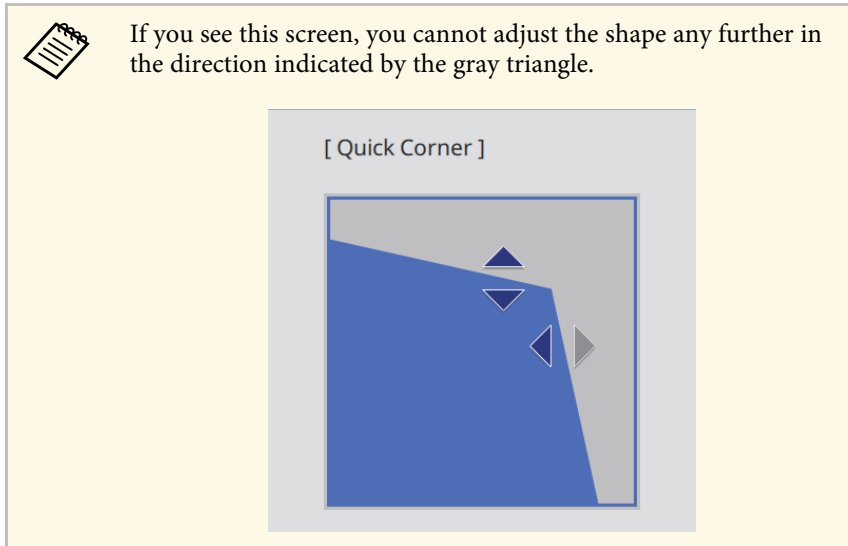 If you see this screen, you cannot adjust the shape any further in
the direction indicated by the gray triangle.
[ Quick Corner ]